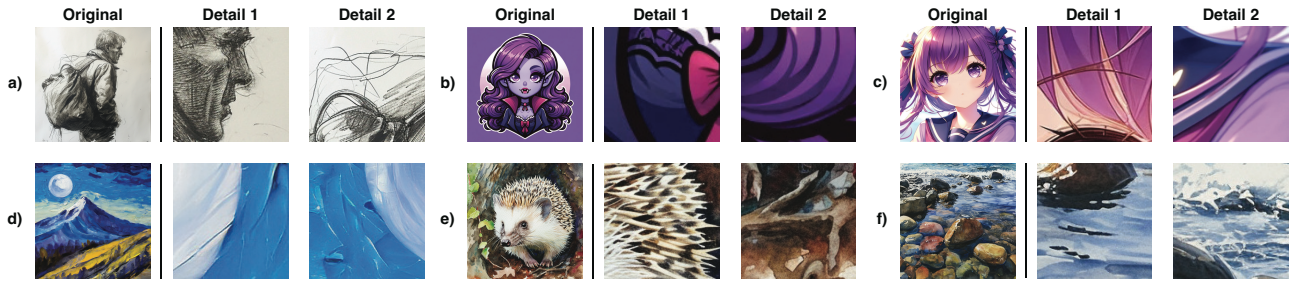 Original Detail 1 Detail 2 Original Detail 1 Detail 2 Original Detail 1 Detail 2
a) b) c)
d) e) f)